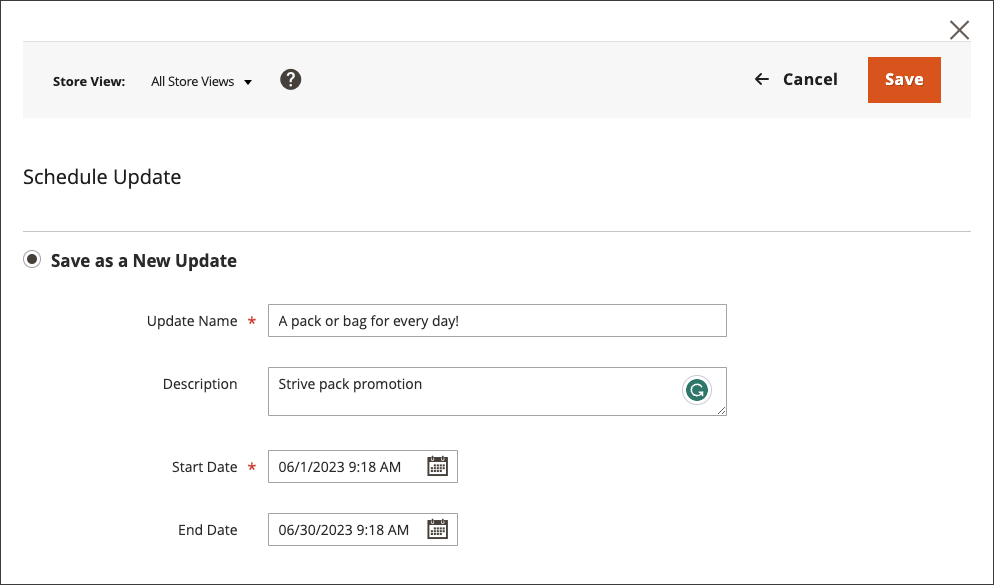 Store View: All Store Views ? Cancel Save
Schedule Update
Save as a New Update
Update Name * A pack or bag for every day!
Description Strive pack promotion
Start Date * 06/1/2023 9:18 AM
End Date 06/30/2023 9:18 AM